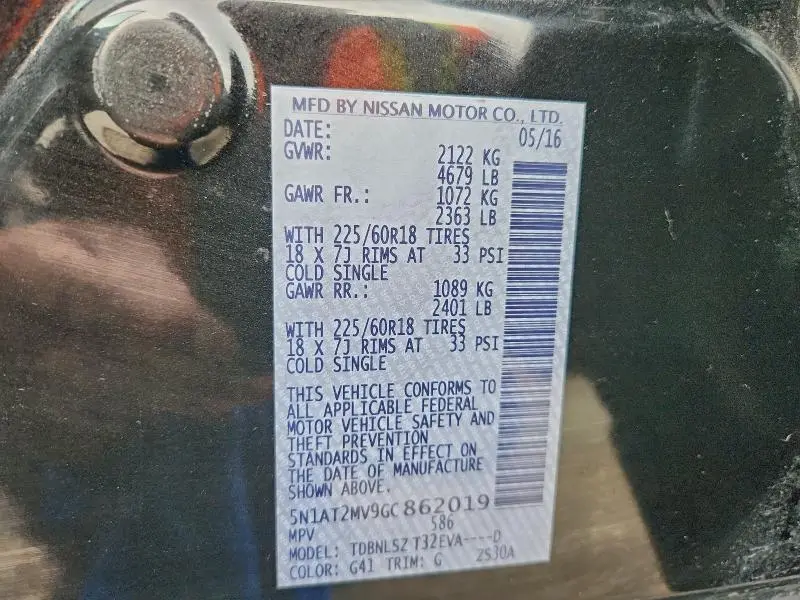 MFD BY NISSAN MOTOR CO., LTD.
DATE: 05/16
GVWR: 2122 KG
4679 LB
GAWR FR.: 1072 KG
2363 LB
WITH 225/60R18 TIRES
18 X 7J RIMS AT 33 PSI
COLD SINGLE
GAWR RR.: 1089 KG
2401 LB
WITH 225/60R18 TIRES
18 X 7J RIMS AT 33 PSI
COLD SINGLE
THIS VEHICLE CONFORMS TO
ALL APPLICABLE FEDERAL
MOTOR VEHICLE SAFETY AND
THEFT PREVENTION
STANDARDS IN EFFECT ON
THE DATE OF MANUFACTURE
SHOWN ABOVE.
5N1AT2MV9GC862019
MPV 586
MODEL: TDBNLSZ T32EVA----D
COLOR: G41 TRIM: G ZS30A